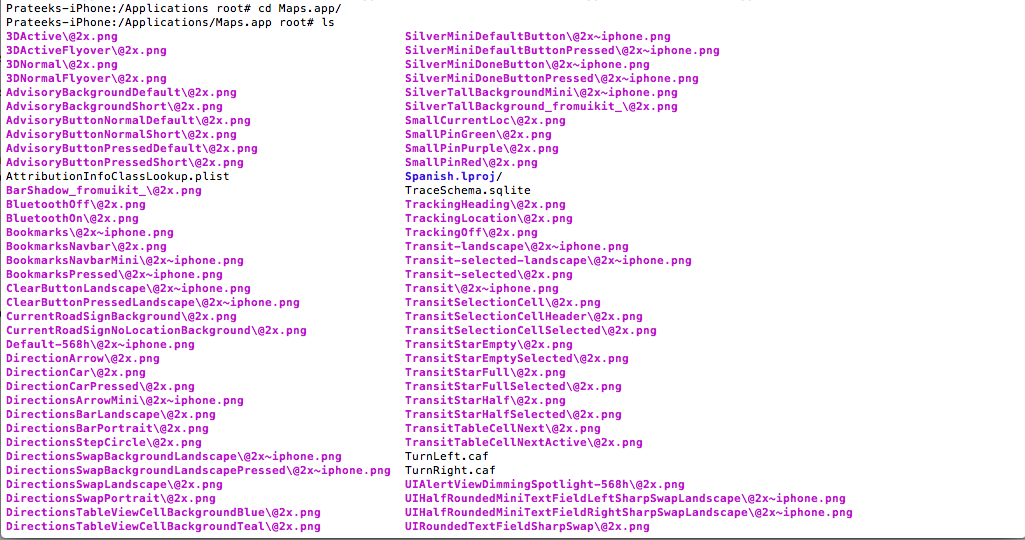 Prateeks-iPhone:/Applications root# cd Maps.app/
Prateeks-iPhone:/Applications/Maps.app root# ls
3DActive\@2x.png SilverMiniDefaultButton\@2x~iphone.png
3DActiveFlyover\@2x.png SilverMiniDefaultButtonPressed\@2x~iphone.png
3DNormal\@2x.png SilverMiniDoneButton\@2x~iphone.png
3DNormalFlyover\@2x.png SilverMiniDoneButtonPressed\@2x~iphone.png
AdvisoryBackgroundDefault\@2x.png SilverTallBackgroundMini\@2x~iphone.png
AdvisoryBackgroundShort\@2x.png SilverTallBackground_fromuikit_\@2x.png
AdvisoryButtonNormalDefault\@2x.png SmallCurrentLoc\@2x.png
AdvisoryButtonNormalShort\@2x.png SmallPinGreen\@2x.png
AdvisoryButtonPressedDefault\@2x.png SmallPinPurple\@2x.png
AdvisoryButtonPressedShort\@2x.png SmallPinRed\@2x.png
AttributionInfoClassLookup.plist Spanish.lproj/
BarShadow_fromuikit_\@2x.png TraceSchema.sqlite
BluetoothOff\@2x.png TrackingHeading\@2x.png
BluetoothOn\@2x.png TrackingLocation\@2x.png
Bookmarks\@2x~iphone.png TrackingOff\@2x.png
BookmarksNavbar\@2x.png Transit-landscape\@2x~iphone.png
BookmarksNavbarMini\@2x~iphone.png Transit-selected-landscape\@2x~iphone.png
BookmarksPressed\@2x~iphone.png Transit-selected\@2x.png
ClearButtonLandscape\@2x~iphone.png Transit\@2x~iphone.png
ClearButtonPressedLandscape\@2x~iphone.png TransitSelectionCell\@2x.png
CurrentRoadSignBackground\@2x.png TransitSelectionCellHeader\@2x.png
CurrentRoadSignNoLocationBackground\@2x.png TransitSelectionCellSelected\@2x.png
Default-568h\@2x~iphone.png TransitStarEmpty\@2x.png
DirectionArrow\@2x.png TransitStarEmptySelected\@2x.png
DirectionCar\@2x.png TransitStarFull\@2x.png
DirectionCarPressed\@2x.png TransitStarFullSelected\@2x.png
DirectionsArrowMini\@2x~iphone.png TransitStarHalf\@2x.png
DirectionsBarLandscape\@2x.png TransitStarHalfSelected\@2x.png
DirectionsBarPortrait\@2x.png TransitTableCellNext\@2x.png
DirectionsStepCircle\@2x.png TransitTableCellNextActive\@2x.png
DirectionsSwapBackgroundLandscape\@2x~iphone.png TurnLeft.caf
DirectionsSwapBackgroundLandscapePressed\@2x~iphone.png TurnRight.caf
DirectionsSwapLandscape\@2x.png UIAlertViewDimmingSpotlight-568h\@2x.png
DirectionsSwapPortrait\@2x.png UIHalfRoundedMiniTextFieldLeftSharpSwapLandscape\@2x~iphone.png
DirectionsTableViewCellBackgroundBlue\@2x.png UIHalfRoundedMiniTextFieldRightSharpSwapLandscape\@2x~iphone.png
DirectionsTableViewCellBackgroundTeal\@2x.png UIRoundedTextFieldSharpSwap\@2x.png